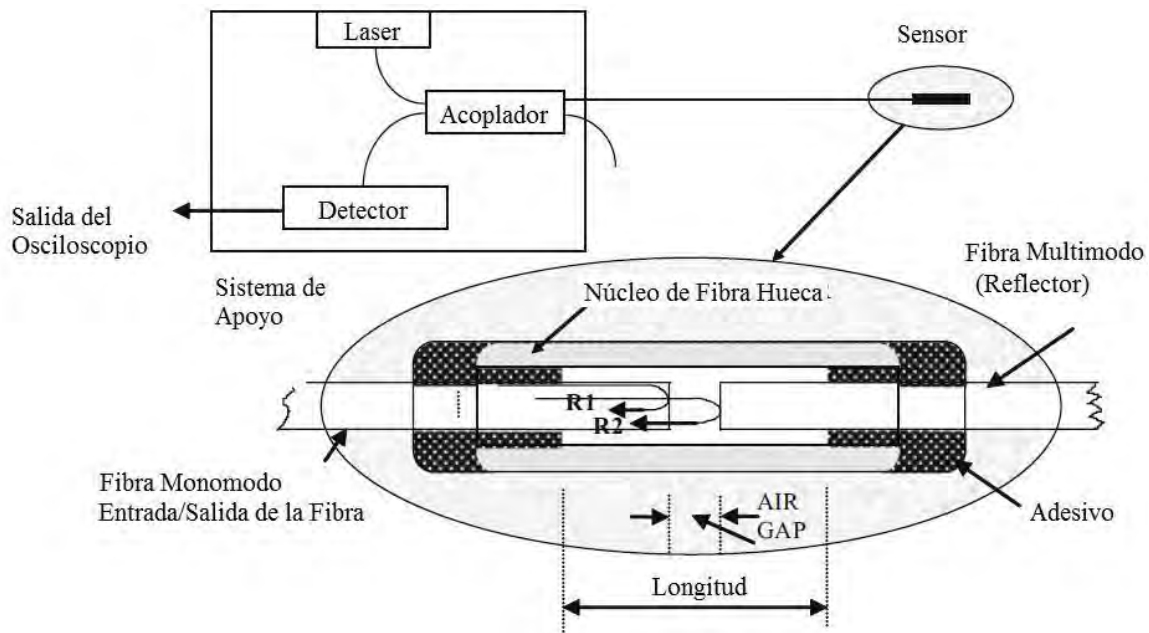 Laser
Sensor
Acoplador
Detector
Salida del
Osciloscopio
Sistema de
Apoyo
Fibra Multimodo
(Reflector)
Núcleo de Fibra Hueca
R1
R2
Fibra Monomodo
Entrada/Salida de la Fibra
AIR
GAP
Adesivo
Longitud